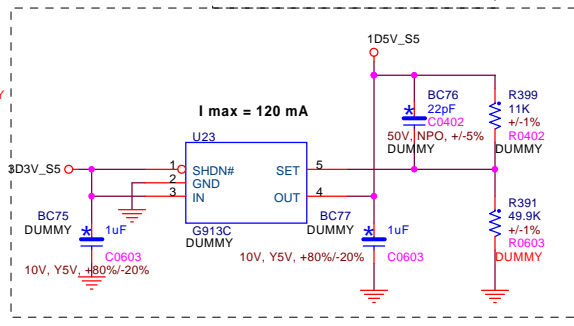 1D5V_S5
I max = 120 mA
BC76
22pF
C0402
50V, NPO, +/-5%
DUMMY
R399
11K
+/-1%
R0402
DUMMY
U23
3D3V_S5
1
2
3
SHDN#
GND
IN
SET
OUT
5
4
G913C
DUMMY
BC75
DUMMY
1uF
C0603
10V, Y5V, +80%/-20%
BC77
DUMMY
1uF
C0603
10V, Y5V, +80%/-20%
R391
49.9K
+/-1%
R0603
DUMMY